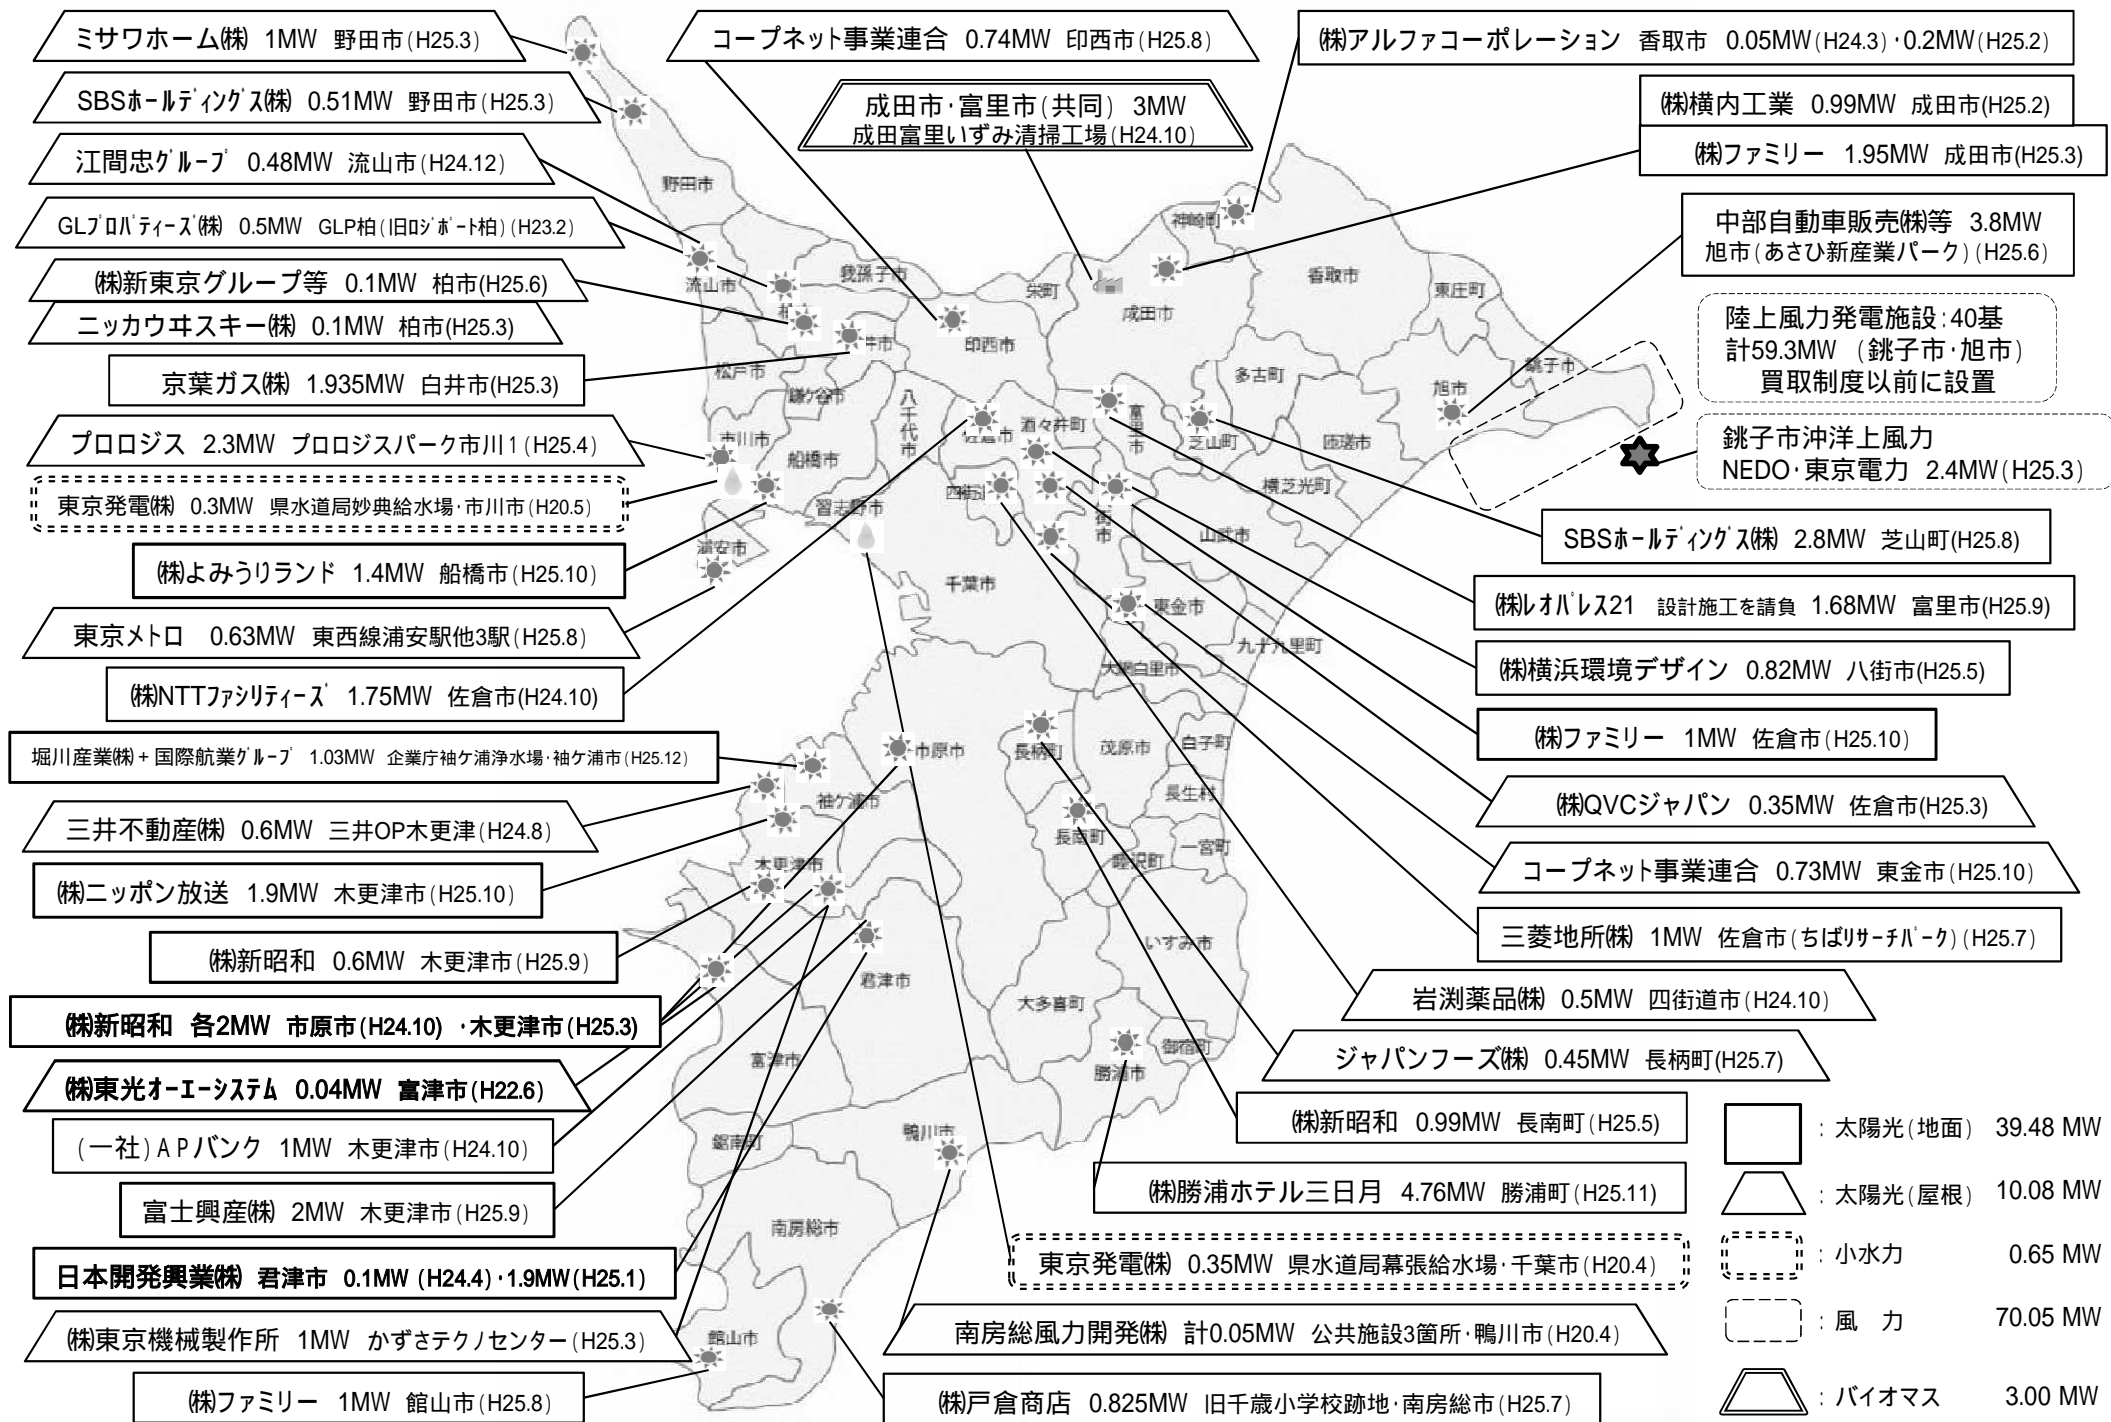 ミサワホーム㈱ 1MW 野田市(H25.3)
SBSホールディングス㈱ 0.51MW 野田市(H25.3)
江間忠グループ 0.48MW 流山市(H24.12)
GLプロパティーズ㈱ 0.5MW GLP柏(旧ロジポート柏)(H23.2)
㈱新東京グループ等 0.1MW 柏市(H25.6)
ニッカウヰスキー㈱ 0.1MW 柏市(H25.3)
京葉ガス㈱ 1.935MW 白井市(H25.3)
プロロジス 2.3MW プロロジスパーク市川1(H25.4)
東京発電㈱ 0.3MW 県水道局妙典給水場・市川市(H20.5)
㈱よみうりランド 1.4MW 船橋市(H25.10)
東京メトロ 0.63MW 東西線浦安駅他3駅(H25.8)
㈱NTTファシリティーズ 1.75MW 佐倉市(H24.10)
堀川産業㈱+国際航業グループ 1.03MW 企業庁袖ケ浦浄水場・袖ケ浦市(H25.12)
三井不動産㈱ 0.6MW 三井OP木更津(H24.8)
㈱ニッポン放送 1.9MW 木更津市(H25.10)
㈱新昭和 0.6MW 木更津市(H25.9)
㈱新昭和 各2MW 市原市(H24.10) ・木更津市(H25.3)
㈱東光オーエーシステム 0.04MW 富津市(H22.6)
(一社)APバンク 1MW 木更津市(H24.10)
富士興産㈱ 2MW 木更津市(H25.9)
日本開発興業㈱ 君津市 0.1MW (H24.4)・1.9MW(H25.1)
㈱東京機械製作所 1MW かずさテクノセンター(H25.3)
㈱ファミリー 1MW 館山市(H25.8)
コープネット事業連合 0.74MW 印西市(H25.8)
成田市・富里市(共同) 3MW
成田富里いずみ清掃工場(H24.10)
㈱アルファコーポレーション 香取市 0.05MW(H24.3)・0.2MW(H25.2)
㈱横内工業 0.99MW 成田市(H25.2)
㈱ファミリー 1.95MW 成田市(H25.3)
中部自動車販売㈱等 3.8MW
旭市(あさひ新産業パーク)(H25.6)
陸上風力発電施設:40基
計59.3MW (銚子市・旭市)
買取制度以前に設置
銚子市沖洋上風力
NEDO・東京電力 2.4MW(H25.3)
SBSホールディングス㈱ 2.8MW 芝山町(H25.8)
㈱レオパレス21 設計施工を請負 1.68MW 富里市(H25.9)
㈱横浜環境デザイン 0.82MW 八街市(H25.5)
㈱ファミリー 1MW 佐倉市(H25.10)
㈱QVCジャパン 0.35MW 佐倉市(H25.3)
コープネット事業連合 0.73MW 東金市(H25.10)
三菱地所㈱ 1MW 佐倉市(ちばリサーチパーク)(H25.7)
岩渕薬品㈱ 0.5MW 四街道市(H24.10)
ジャパンフーズ㈱ 0.45MW 長柄町(H25.7)
㈱新昭和 0.99MW 長南町(H25.5)
㈱勝浦ホテル三日月 4.76MW 勝浦町(H25.11)
東京発電㈱ 0.35MW 県水道局幕張給水場・千葉市(H20.4)
南房総風力開発㈱ 計0.05MW 公共施設3箇所・鴨川市(H20.4)
㈱戸倉商店 0.825MW 旧千歳小学校跡地・南房総市(H25.7)
野田市
流山市
我孫子市
栄町
神崎町
成田市
香取市
東庄町
銚子市
旭市
印西市
井市
松戸市
鎌ケ谷市
八千代市
市川市
船橋市
習志野市
浦安市
佐倉市
酒々井町
富里市
芝山町
多古町
匝瑳市
横芝光町
山武市
四街道
街市
千葉市
東金市
九十九里町
大網白里市
市原市
長柄町
茂原市
白子町
長生村
長南町
睦沢町
一宮町
袖ケ浦市
木更津市
君津市
富津市
いすみ市
大多喜町
御宿町
勝浦市
鴨川市
鋸南町
南房総市
館山市
: 太陽光(地面) 39.48 MW
: 太陽光(屋根) 10.08 MW
: 小水力 0.65 MW
: 風 力 70.05 MW
: バイオマス 3.00 MW